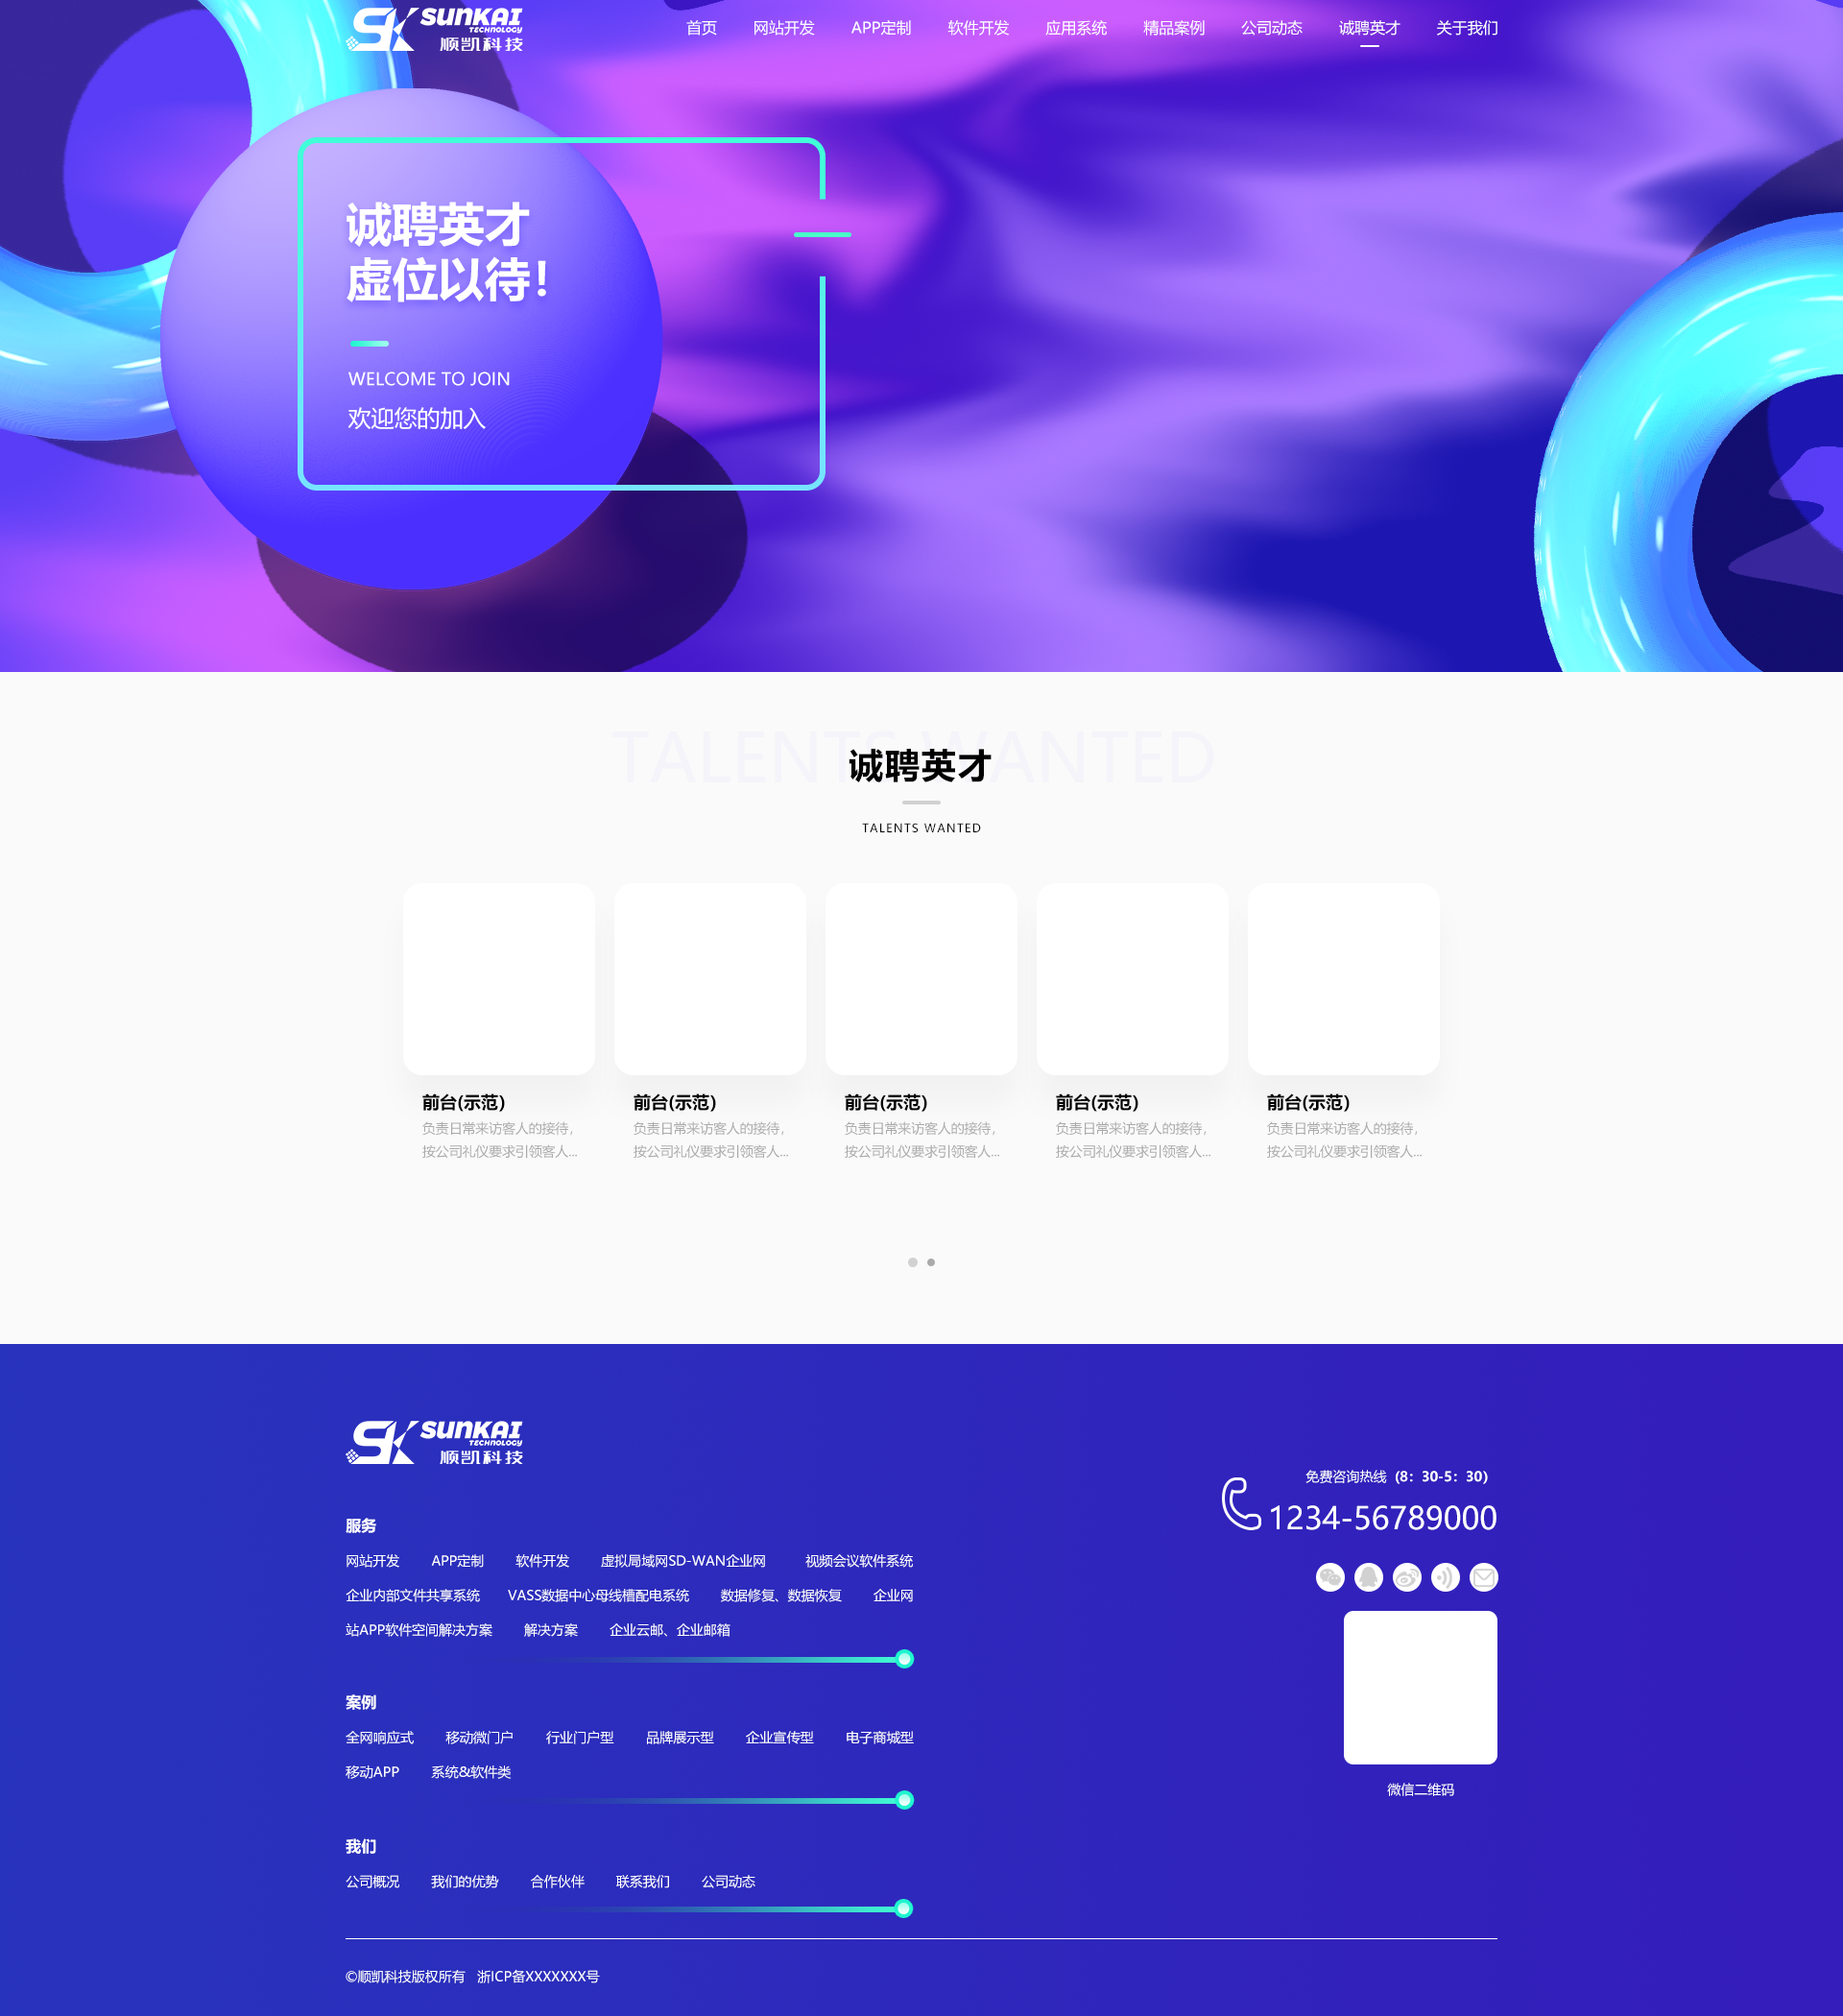 SUNKAI
TECHNOLOGY
顺凯科技
首页 网站开发 APP定制 软件开发 应用系统 精品案例 公司动态 诚聘英才 关于我们
诚聘英才
虚位以待!
WELCOME TO JOIN
欢迎您的加入
TALENTS WANTED
诚聘英才
TALENTS WANTED
前台(示范) 前台(示范) 前台(示范) 前台(示范) 前台(示范)
负责日常来访客人的接待, 负责日常来访客人的接待, 负责日常来访客人的接待, 负责日常来访客人的接待, 负责日常来访客人的接待,
按公司礼仪要求引领客人... 按公司礼仪要求引领客人... 按公司礼仪要求引领客人... 按公司礼仪要求引领客人... 按公司礼仪要求引领客人...
SUNKAI
TECHNOLOGY
顺凯科技
服务
网站开发 APP定制 软件开发 虚拟局域网SD-WAN企业网 视频会议软件系统
企业内部文件共享系统 VASS数据中心母线槽配电系统 数据修复、数据恢复 企业网
站APP软件空间解决方案 解决方案 企业云邮、企业邮箱
案例
全网响应式 移动微门户 行业门户型 品牌展示型 企业宣传型 电子商城型
移动APP 系统&软件类
我们
公司概况 我们的优势 合作伙伴 联系我们 公司动态
免费咨询热线（8：30-5：30）
1234-56789000
微信二维码
©顺凯科技版权所有 浙ICP备XXXXXXX号